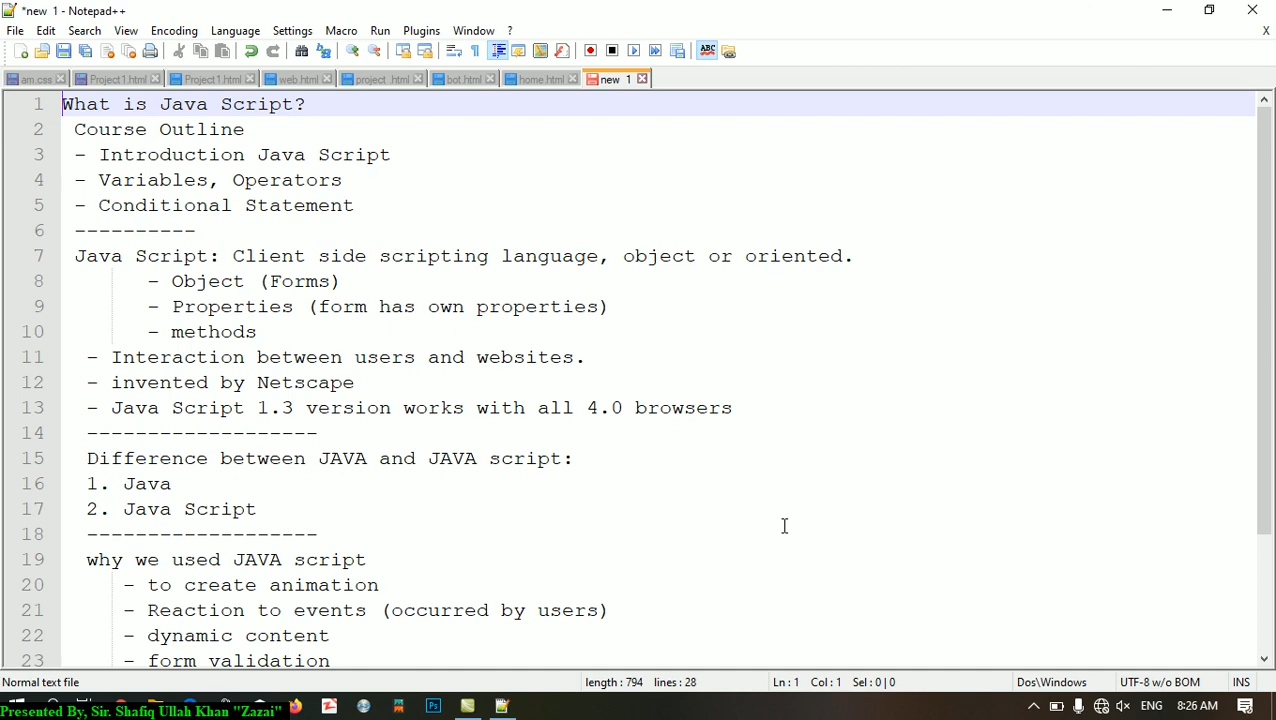 *new 1 - Notepad++
File Edit Search View Encoding Language Settings Macro Run Plugins Window ? X
am.css Project1.html Project1.html web.html project .html bot.html home.html new 1
1 What is Java Script?
2 Course Outline
3 - Introduction Java Script
4 - Variables, Operators
5 - Conditional Statement
6 ----------
7 Java Script: Client side scripting language, object or oriented.
8 - Object (Forms)
9 - Properties (form has own properties)
10 - methods
11 - Interaction between users and websites.
12 - invented by Netscape
13 - Java Script 1.3 version works with all 4.0 browsers
14 -------------------
15 Difference between JAVA and JAVA script:
16 1. Java
17 2. Java Script
18 -------------------
19 why we used JAVA script
20 - to create animation
21 - Reaction to events (occurred by users)
22 - dynamic content
23 - form validation
Normal text file length : 794 lines : 28 Ln : 1 Col : 1 Sel : 0 | 0 Dos\Windows UTF-8 w/o BOM INS
Presented By, Sir. Shafiq Ullah Khan "Zazai" ENG 8:26 AM